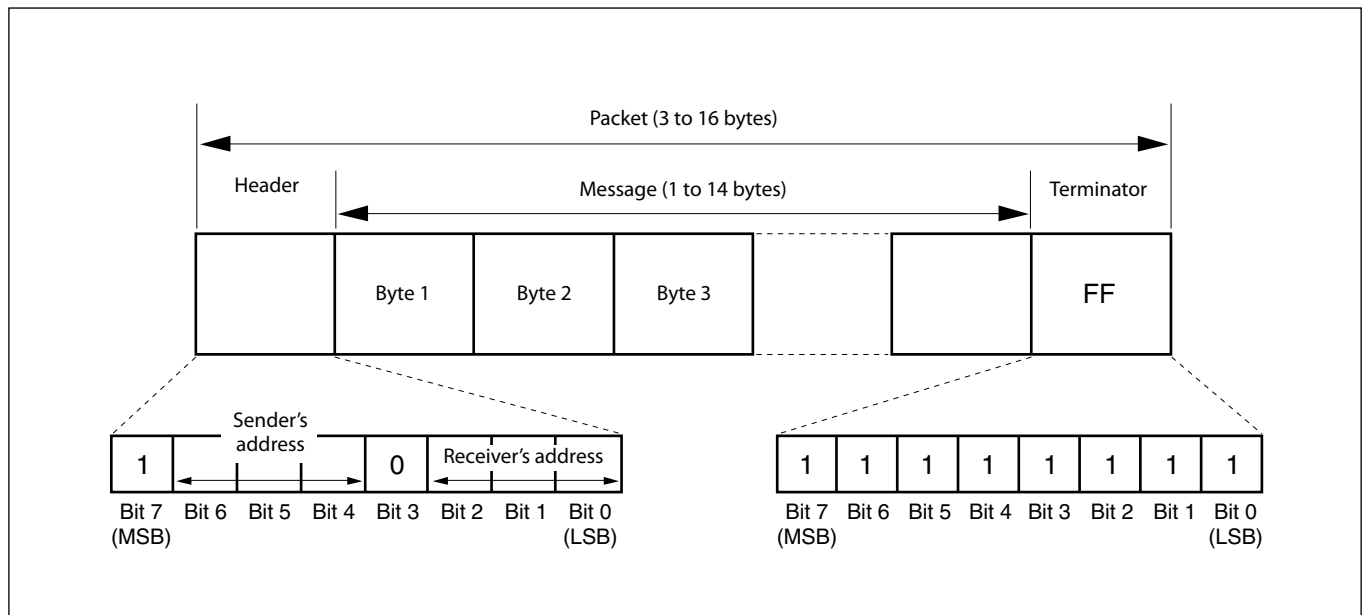 Packet (3 to 16 bytes)
Header
Message (1 to 14 bytes)
Terminator
Byte 1
Byte 2
Byte 3
FF
Sender’s
address
1
0
Receiver’s address
Bit 7
(MSB)
Bit 6
Bit 5
Bit 4
Bit 3
Bit 2
Bit 1
Bit 0
(LSB)
1 1 1 1 1 1 1 1
Bit 7
(MSB)
Bit 6
Bit 5
Bit 4
Bit 3
Bit 2
Bit 1
Bit 0
(LSB)